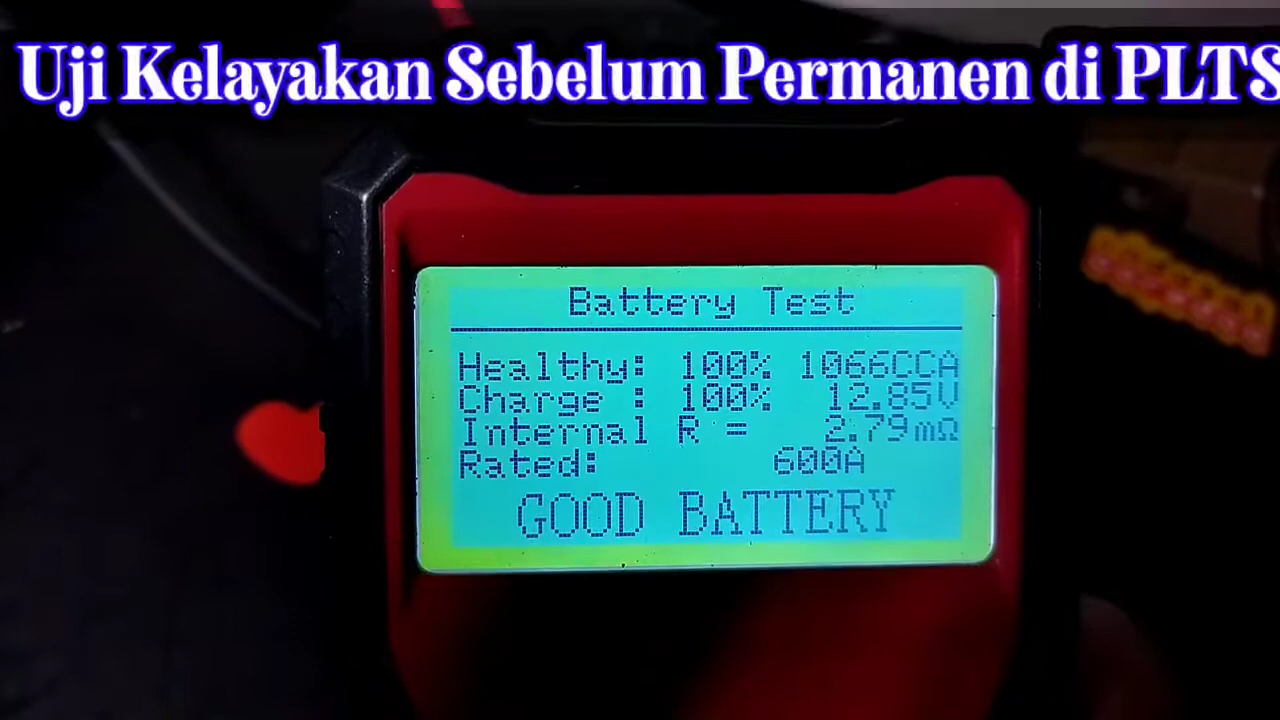 Uji Kelayakan Sebelum Permanen di PLTS
Battery Test
Healthy: 100% 1066CCA
Charge : 100% 12.85V
Internal R = 2.79mΩ
Rated: 600A
GOOD BATTERY